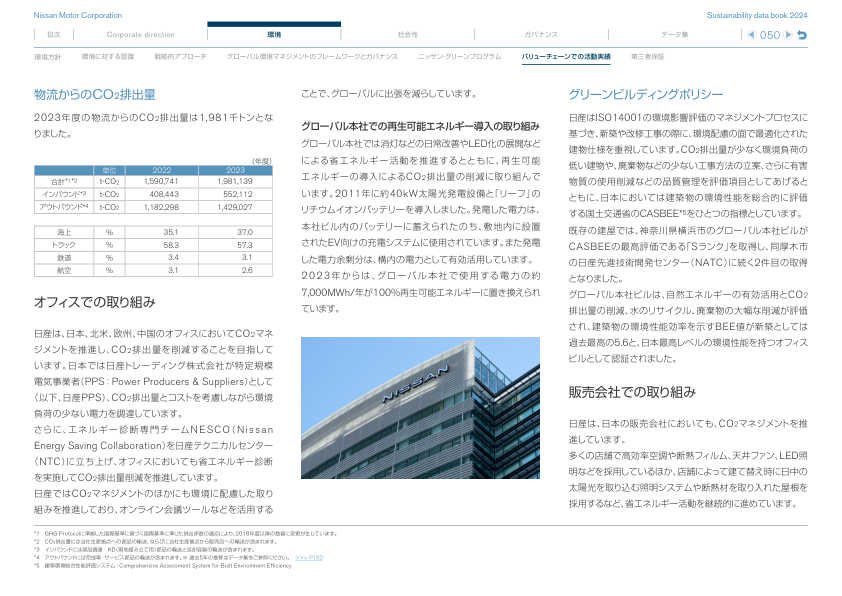 Nissan Motor Corporation
Sustainability data book 2024
目次
Corporate direction
環境
社会性
ガバナンス
データ集
050
環境方針
環境に対する認識
戦略的アプローチ
グローバル環境マネジメントのフレームワークとガバナンス
ニッサン・グリーンプログラム
バリューチェーンでの活動実績
第三者保証
物流からのCO2排出量
2023年度の物流からのCO2排出量は1,981千トンとな
りました。
(年度)
単位 2022 2023
合計*1*2 t-CO2 1,590,741 1,981,139
インバウンド*3 t-CO2 408,443 552,112
アウトバウンド*4 t-CO2 1,182,298 1,429,027
海上 % 35.1 37.0
トラック % 58.3 57.3
鉄道 % 3.4 3.1
航空 % 3.1 2.6
オフィスでの取り組み
日産は、日本、北米、欧州、中国のオフィスにおいてCO2マネ
ジメントを推進し、CO2排出量を削減することを目指して
います。日本では日産トレーディング株式会社が特定規模
電気事業者(PPS：Power Producers & Suppliers)として
(以下、日産PPS)、CO2排出量とコストを考慮しながら環境
負荷の少ない電力を調達しています。
さらに、エネルギー診断専門チームNESCO(Nissan
Energy Saving Collaboration)を日産テクニカルセンター
(NTC)に立ち上げ、オフィスにおいても省エネルギー診断
を実施してCO2排出量削減を推進しています。
日産ではCO2マネジメントのほかにも環境に配慮した取り
組みを推進しており、オンライン会議ツールなどを活用する
ことで、グローバルに出張を減らしています。
グローバル本社での再生可能エネルギー導入の取り組み
グローバル本社では消灯などの日常改善やLED化の展開など
による省エネルギー活動を推進するとともに、再生可能
エネルギーの導入によるCO2排出量の削減に取り組んで
います。2011年に約40kW太陽光発電設備と「リーフ」の
リチウムイオンバッテリーを導入しました。発電した電力は、
本社ビル内のバッテリーに蓄えられたのち、敷地内に設置
されたEV向けの充電システムに使用されています。また発電
した電力余剰分は、構内の電力として有効活用しています。
2023年からは、グローバル本社で使用する電力の約
7,000MWh/年が100%再生可能エネルギーに置き換えられ
ています。
NISSAN
グリーンビルディングポリシー
日産はISO14001の環境影響評価のマネジメントプロセスに
基づき、新築や改修工事の際に、環境配慮の面で最適化された
建物仕様を重視しています。CO2排出量が少なく環境負荷の
低い建物や、廃棄物などの少ない工事方法の立案、さらに有害
物質の使用削減などの品質管理を評価項目としてあげると
ともに、日本においては建築物の環境性能を総合的に評価
する国土交通省のCASBEE*5をひとつの指標としています。
既存の建屋では、神奈川県横浜市のグローバル本社ビルが
CASBEEの最高評価である「Sランク」を取得し、同厚木市
の日産先進技術開発センター(NATC)に続く2件目の取得
となりました。
グローバル本社ビルは、自然エネルギーの有効活用とCO2
排出量の削減、水のリサイクル、廃棄物の大幅な削減が評価
され、建築物の環境性能効率を示すBEE値が新築としては
過去最高の5.6と、日本最高レベルの環境性能を持つオフィス
ビルとして認証されました。
販売会社での取り組み
日産は、日本の販売会社においても、CO2マネジメントを推
進しています。
多くの店舗で高効率空調や断熱フィルム、天井ファン、LED照
明などを採用しているほか、店舗によって建て替え時に日中の
太陽光を取り込む照明システムや断熱材を取り入れた屋根を
採用するなど、省エネルギー活動を継続的に進めています。
*1 GHG Protocolに準拠した国際基準に基づく国際基準に準じた排出係数の適応により、2018年度以降の数値に変更が生じています。
*2 CO2排出量には当社生産拠点への部品の輸送、ならびに当社生産拠点から販売店への輸送が含まれます。
*3 インバウンドには部品調達・KD(現地組み立て用)部品の輸送と返却容器の輸送が含まれます。
*4 アウトバウンドには完成車・サービス部品の輸送が含まれます。※ 過去5年の推移はデータ集をご参照ください。 >>> P150
*5 建築環境総合性能評価システム：Comprehensive Assessment System for Built Environment Efficiency